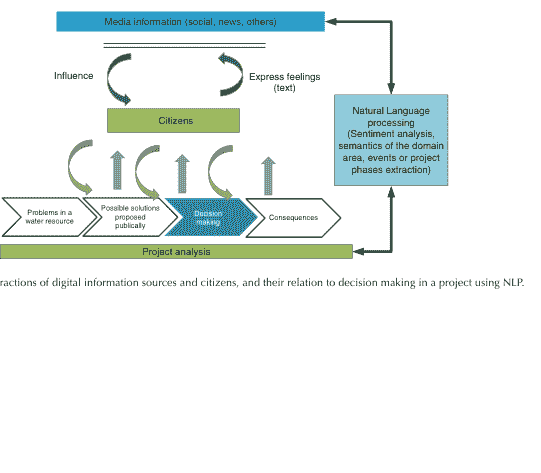 Media information (social, news, others)
Influence
Express feelings
(text)
Citizens
Natural Language
processing
(Sentiment analysis,
semantics of the domain
area, events or project
phases extraction)
Problems in a
water resource
Possible solutions
proposed
publically
Decision
making
Consequences
Project analysis
ractions of digital information sources and citizens, and their relation to decision making in a project using NLP.